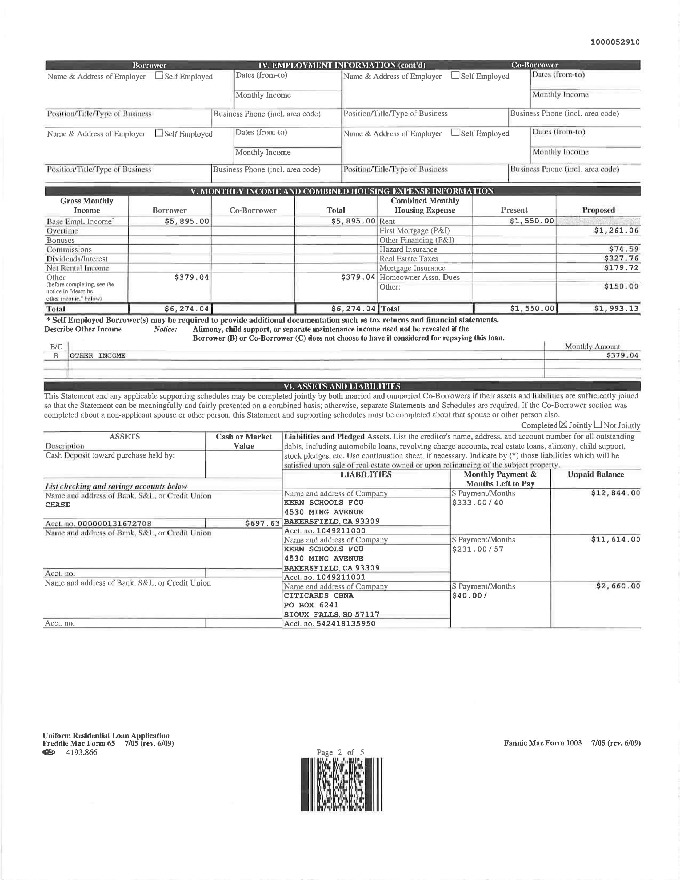 1000052910
Borrower IV. EMPLOYMENT INFORMATION (cont'd) Co-Borrower
Name & Address of Employer Self Employed Dates (from-to) Name & Address of Employer Self Employed Dates (from-to)
Monthly Income Monthly Income
Position/Title/Type of Business Business Phone (incl. area code) Position/Title/Type of Business Business Phone (incl. area code)
Name & Address of Employer Self Employed Dates (from-to) Name & Address of Employer Self Employed Dates (from-to)
Monthly Income Monthly Income
Position/Title/Type of Business Business Phone (incl. area code) Position/Title/Type of Business Business Phone (incl. area code)
V. MONTHLY INCOME AND COMBINED HOUSING EXPENSE INFORMATION
Gross Monthly Income Borrower Co-Borrower Total Combined Monthly Housing Expense Present Proposed
Base Empl. Income* $5,895.00 $5,895.00 Rent $1,550.00
Overtime First Mortgage (P&I) $1,261.06
Bonuses Other Financing (P&I)
Commissions Hazard Insurance $74.59
Dividends/Interest Real Estate Taxes $327.76
Net Rental Income Mortgage Insurance $179.72
Other $379.04 $379.04 Homeowner Assn. Dues
(before completing, see the notice in "describe other income," below) Other: $150.00
Total $6,274.04 $6,274.04 Total $1,550.00 $1,993.13
* Self Employed Borrower(s) may be required to provide additional documentation such as tax returns and financial statements.
Describe Other Income Notice: Alimony, child support, or separate maintenance income need not be revealed if the
Borrower (B) or Co-Borrower (C) does not choose to have it considered for repaying this loan.
B/C Monthly Amount
B OTHER INCOME $379.04
VI. ASSETS AND LIABILITIES
This Statement and any applicable supporting schedules may be completed jointly by both married and unmarried Co-Borrowers if their assets and liabilities are sufficiently joined
so that the Statement can be meaningfully and fairly presented on a combined basis; otherwise, separate Statements and Schedules are required. If the Co-Borrower section was
completed about a non-applicant spouse or other person, this Statement and supporting schedules must be completed about that spouse or other person also.
Completed Jointly Not Jointly
ASSETS Cash or Market Value
Description
Cash Deposit toward purchase held by:
Liabilities and Pledged Assets. List the creditor's name, address, and account number for all outstanding
debts, including automobile loans, revolving charge accounts, real estate loans, alimony, child support,
stock pledges, etc. Use continuation sheet, if necessary. Indicate by (*) those liabilities which will be
satisfied upon sale of real estate owned or upon refinancing of the subject property.
LIABILITIES Monthly Payment & Months Left to Pay Unpaid Balance
List checking and savings accounts below
Name and address of Bank, S&L, or Credit Union
CHASE
Acct. no. 000000131672708 $697.63
Name and address of Company $ Payment/Months $12,844.00
KERN SCHOOLS FCU $333.00/40
4530 MING AVENUE
BAKERSFIELD, CA 93309
Acct. no. 1049211000
Name and address of Bank, S&L, or Credit Union
Acct. no.
Name and address of Company $ Payment/Months $11,614.00
KERN SCHOOLS FCU $231.00/57
4530 MING AVENUE
BAKERSFIELD, CA 93309
Acct. no. 1049211001
Name and address of Bank, S&L, or Credit Union
Acct. no.
Name and address of Company $ Payment/Months $2,660.00
CITICARDS CBNA $40.00/
PO BOX 6241
SIOUX FALLS, SD 57117
Acct. no. 542418135950
Uniform Residential Loan Application
Freddie Mac Form 65 7/05 (rev. 6/09) Fannie Mae Form 1003 7/05 (rev. 6/09)
4193.866 Page 2 of 5